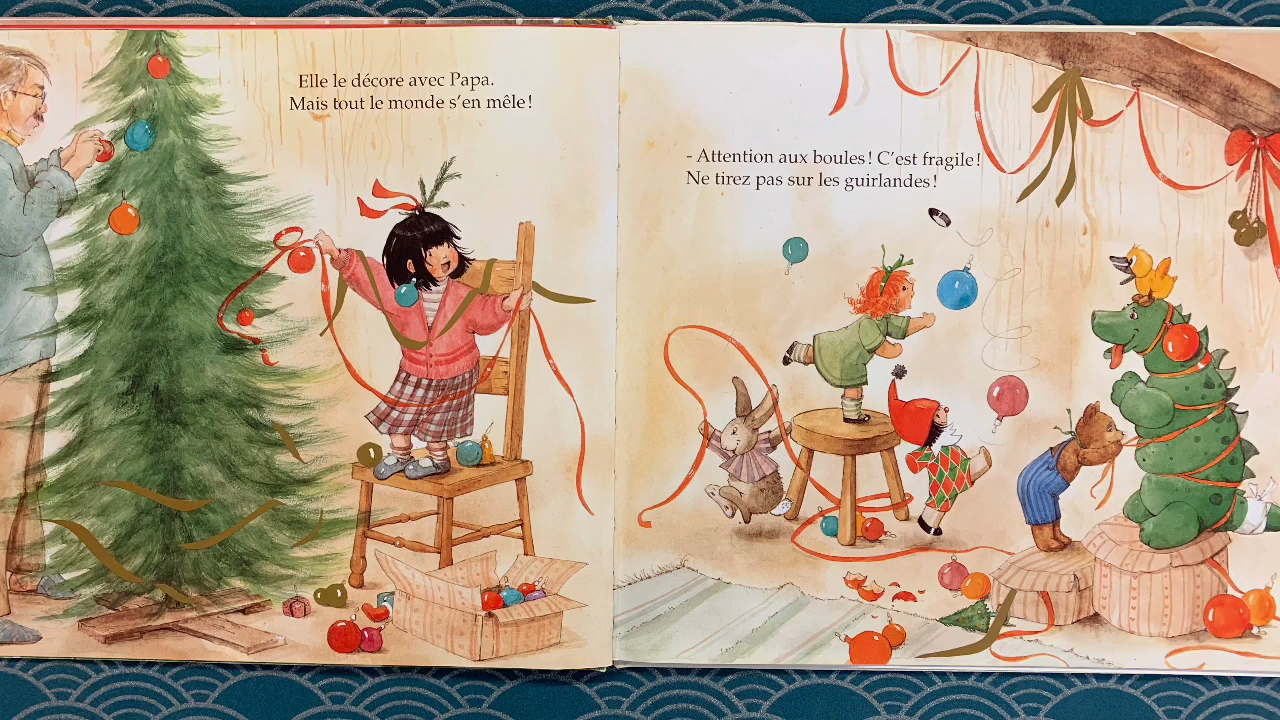 Elle le décore avec Papa.
Mais tout le monde s'en mêle !
- Attention aux boules ! C'est fragile !
Ne tirez pas sur les guirlandes !